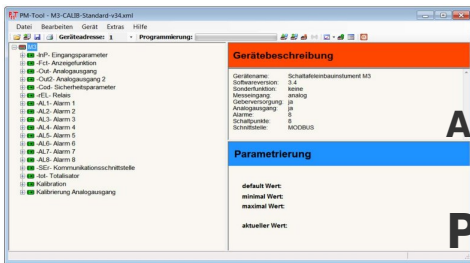 PM-Tool - M3-CALIB-Standard-v34.xml
Datei Bearbeiten Gerät Extras Hilfe
Geräteadresse: 1 Programmierung:
M3
-InP- Eingangsparameter
-Fct- Anzeigefunktion
-Out- Analogausgang
-Out2- Analogausgang 2
-Cod- Sicherheitsparameter
-rEL- Relais
-AL1- Alarm 1
-AL2- Alarm 2
-AL3- Alarm 3
-AL4- Alarm 4
-AL5- Alarm 5
-AL6- Alarm 6
-AL7- Alarm 7
-AL8- Alarm 8
-SEr- Kommunikationsschnittstelle
-tot- Totalisator
Kalibration
Kalibrierung Analogausgang
Gerätebeschreibung
Gerätename: Schalttafeleinbauinstument M3
Softwareversion: 3.4
Sonderfunktion: keine
Messeingang: analog
Geberversorgung: ja
Analogausgang: ja
Alarme: 8
Schaltpunkte: 8
Schnittstelle: MODBUS
A
Parametrierung
default Wert:
minimal Wert:
maximal Wert:
aktueller Wert:
P